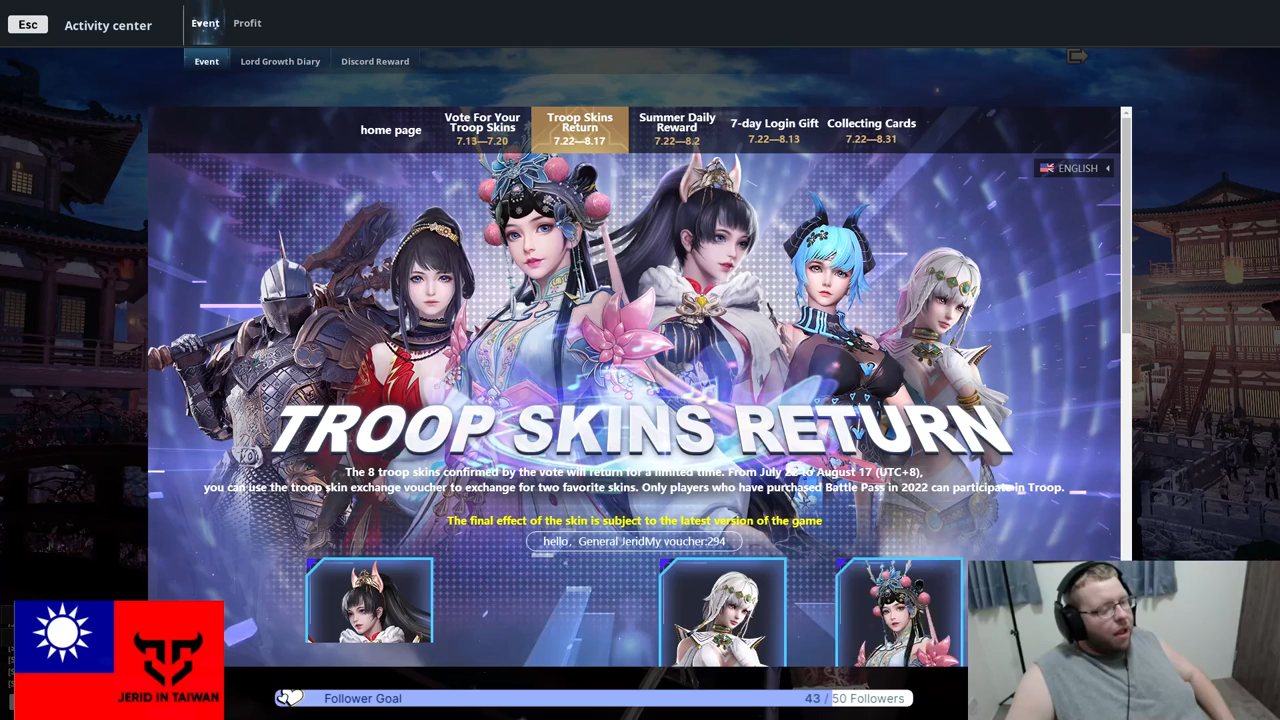 Esc
Activity center
Event
Profit
Event
Lord Growth Diary
Discord Reward
home page
Vote For Your
Troop Skins
7.13—7.20
Troop Skins
Return
7.22—8.17
Summer Daily
Reward
7.22—8.2
7-day Login Gift
7.22—8.13
Collecting Cards
7.22—8.31
ENGLISH
TROOP SKINS RETURN
The 8 troop skins confirmed by the vote will return for a limited time. From July 22 to August 17 (UTC+8),
you can use the troop skin exchange voucher to exchange for two favorite skins. Only players who have purchased Battle Pass in 2022 can participate in Troop.
The final effect of the skin is subject to the latest version of the game
hello，General JeridMy voucher:294
JERID IN TAIWAN
Follower Goal
43 / 50 Followers